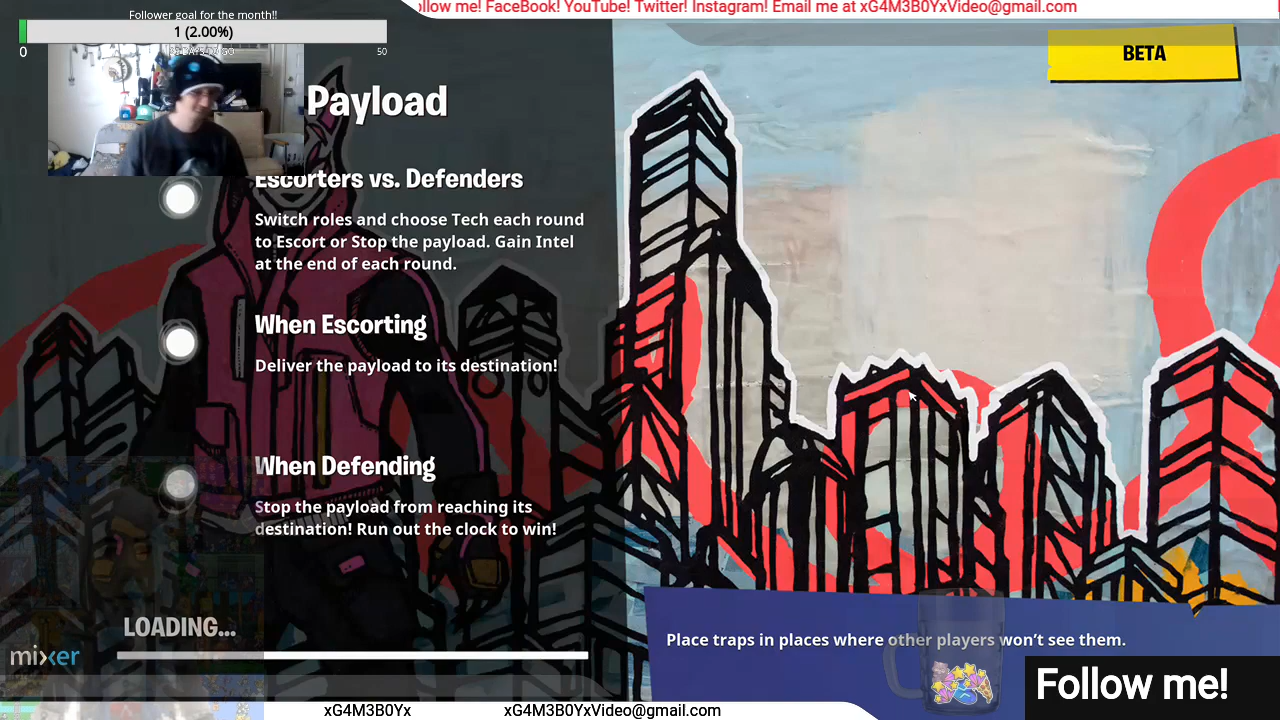 Follower goal for the month!!
1 (2.00%)
0
50
ollow me! FaceBook! YouTube! Twitter! Instagram! Email me at xG4M3B0YxVideo@gmail.com
BETA
Payload
Escorters vs. Defenders
Switch roles and choose Tech each round
to Escort or Stop the payload. Gain Intel
at the end of each round.
When Escorting
Deliver the payload to its destination!
When Defending
Stop the payload from reaching its
destination! Run out the clock to win!
LOADING...
mixer
Place traps in places where other players won't see them.
Follow me!
xG4M3B0Yx
xG4M3B0YxVideo@gmail.com